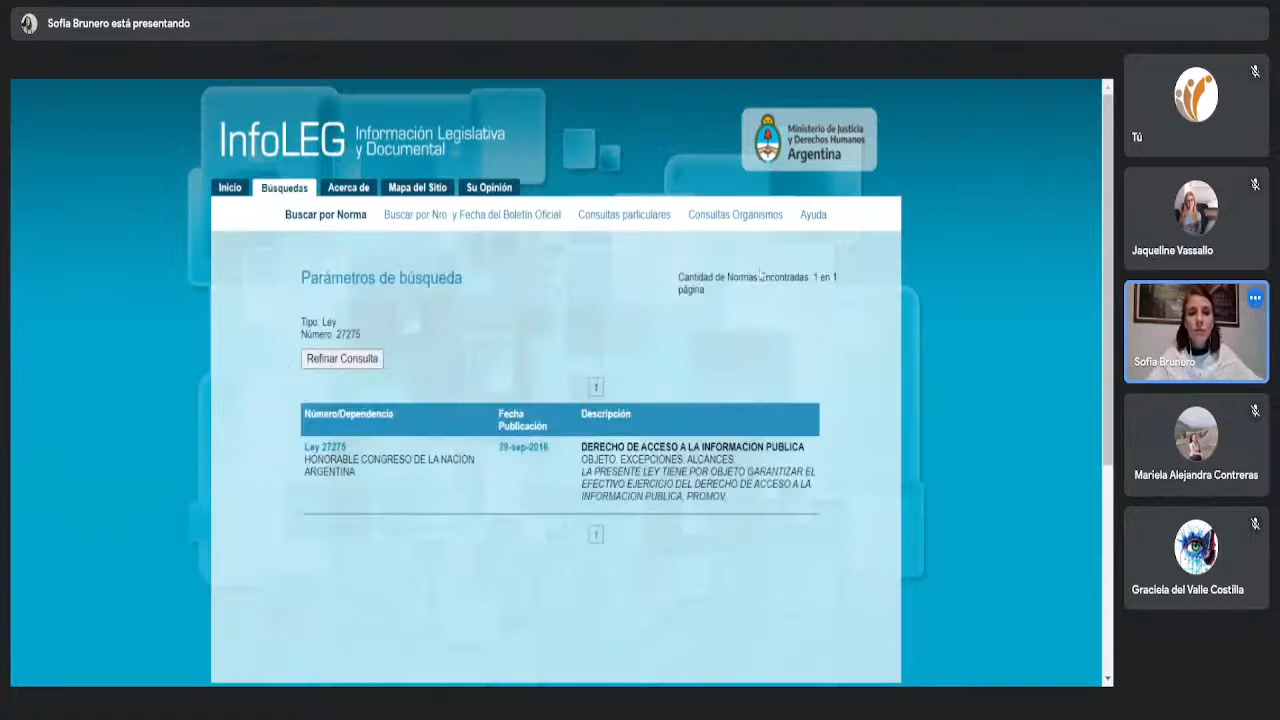 Sofia Brunero está presentando
InfoLEG Información Legislativa
y Documental
Ministerio de Justicia
y Derechos Humanos
Argentina
Inicio Búsquedas Acerca de Mapa del Sitio Su Opinión
Buscar por Norma Buscar por Nro y Fecha del Boletín Oficial Consultas particulares Consultas Organismos Ayuda
Parámetros de búsqueda
Cantidad de Normas Encontradas 1 en 1
página
Tipo Ley
Número 27275
Refinar Consulta
1
Número/Dependencia Fecha Descripción
Publicación
Ley 27275 29-sep-2016 DERECHO DE ACCESO A LA INFORMACION PUBLICA
HONORABLE CONGRESO DE LA NACION OBJETO. EXCEPCIONES. ALCANCES.
ARGENTINA LA PRESENTE LEY TIENE POR OBJETO GARANTIZAR EL
EFECTIVO EJERCICIO DEL DERECHO DE ACCESO A LA
INFORMACION PUBLICA, PROMOV.
1
Tú
Jaqueline Vassallo
Sofia Brunero
Mariela Alejandra Contreras
Graciela del Valle Costilla